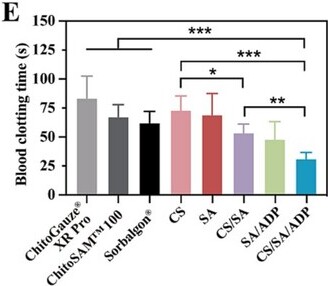 E
Blood clotting time (s)
150
125
100
75
50
25
0
***
***
*
**
ChitoGauze®
XR Pro
ChitoSAM™ 100
Sorbalgon®
CS
SA
CS/SA
SA/ADP
CS/SA/ADP